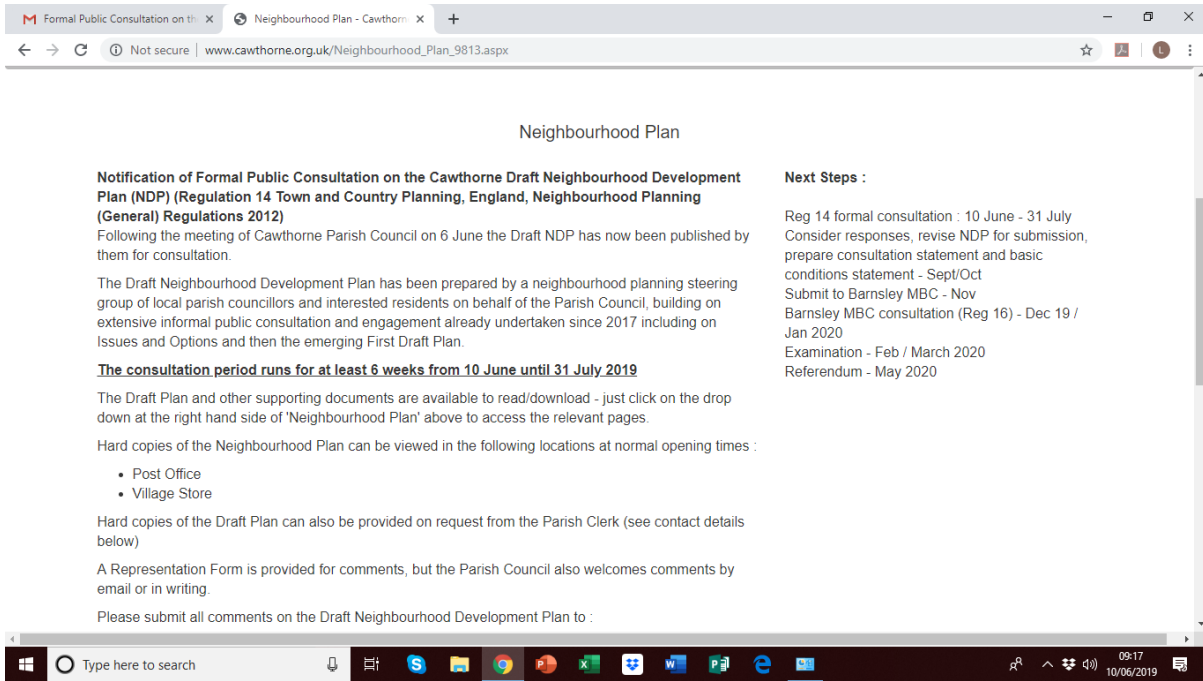 Formal Public Consultation on th
Neighbourhood Plan - Cawthorn
Not secure | www.cawthorne.org.uk/Neighbourhood_Plan_9813.aspx
L
Neighbourhood Plan
Notification of Formal Public Consultation on the Cawthorne Draft Neighbourhood Development
Plan (NDP) (Regulation 14 Town and Country Planning, England, Neighbourhood Planning
(General) Regulations 2012)
Following the meeting of Cawthorne Parish Council on 6 June the Draft NDP has now been published by
them for consultation.
The Draft Neighbourhood Development Plan has been prepared by a neighbourhood planning steering
group of local parish councillors and interested residents on behalf of the Parish Council, building on
extensive informal public consultation and engagement already undertaken since 2017 including on
Issues and Options and then the emerging First Draft Plan.
The consultation period runs for at least 6 weeks from 10 June until 31 July 2019
The Draft Plan and other supporting documents are available to read/download - just click on the drop
down at the right hand side of 'Neighbourhood Plan' above to access the relevant pages.
Hard copies of the Neighbourhood Plan can be viewed in the following locations at normal opening times :
• Post Office
• Village Store
Hard copies of the Draft Plan can also be provided on request from the Parish Clerk (see contact details
below)
A Representation Form is provided for comments, but the Parish Council also welcomes comments by
email or in writing.
Please submit all comments on the Draft Neighbourhood Development Plan to :
Next Steps :
Reg 14 formal consultation : 10 June - 31 July
Consider responses, revise NDP for submission,
prepare consultation statement and basic
conditions statement - Sept/Oct
Submit to Barnsley MBC - Nov
Barnsley MBC consultation (Reg 16) - Dec 19 /
Jan 2020
Examination - Feb / March 2020
Referendum - May 2020
Type here to search
09:17
10/06/2019